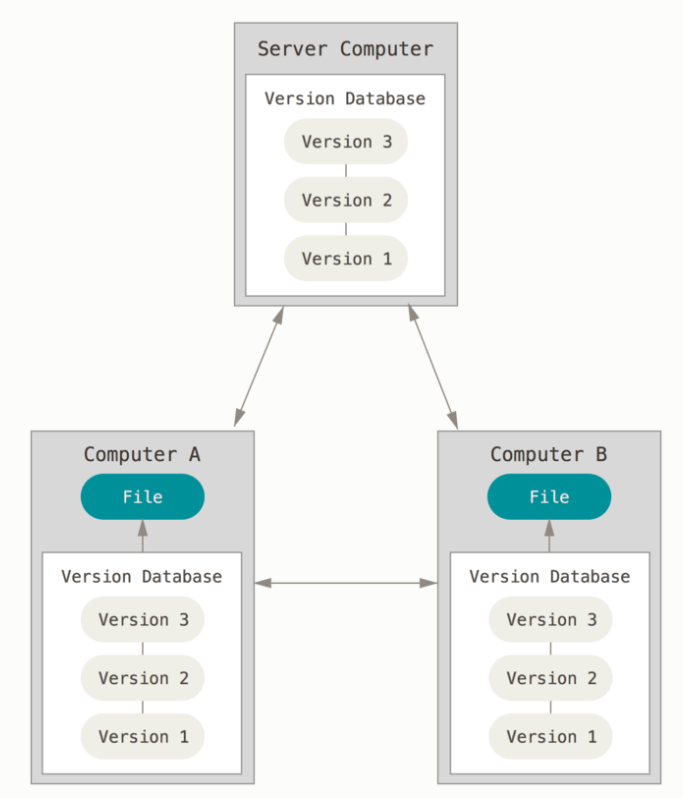 Server Computer
Version Database
Version 3
Version 2
Version 1
Computer A
File
Version Database
Version 3
Version 2
Version 1
Computer B
File
Version Database
Version 3
Version 2
Version 1